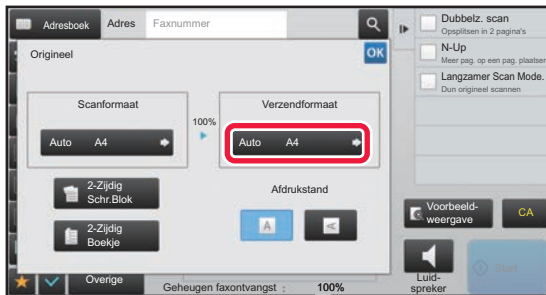 Adresboek
Adres
Faxnummer
Origineel
OK
Scanformaat
Auto A4
100%
Verzendformaat
Auto A4
2-Zijdig
Schr.Blok
2-Zijdig
Boekje
Afdrukstand
A
A
Dubbelz. scan
Opsplitsen in 2 pagina's
N-Up
Meer pag. op een pag. plaatsen
Langzamer Scan Mode.
Dun origineel scannen
Voorbeeld-
weergave
CA
Luid-
spreker
Start
Overige
Geheugen faxontvangst : 100%